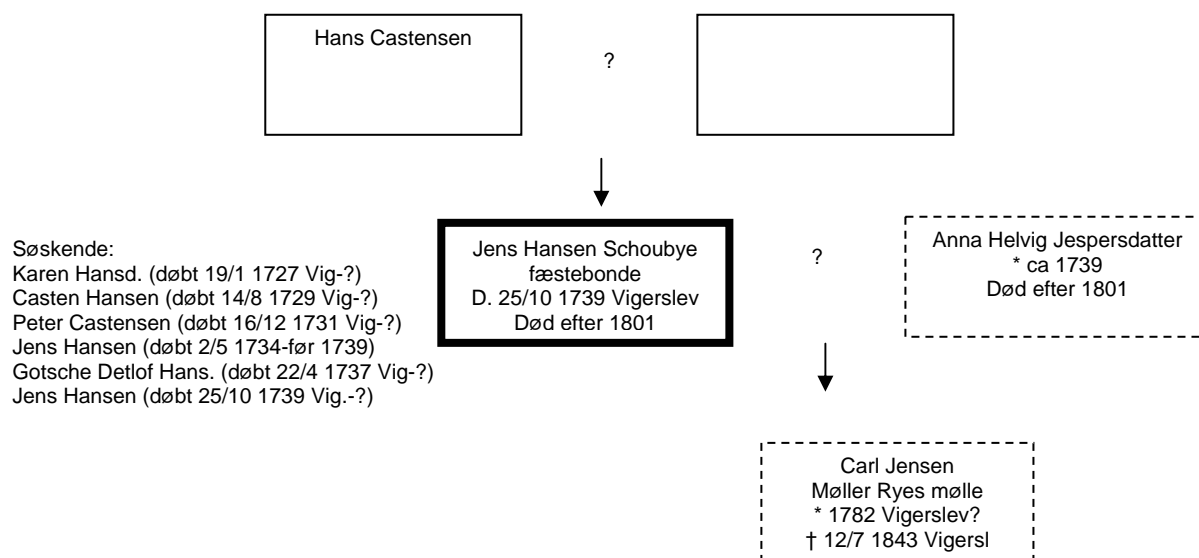 Hans Castensen
?
Søskende:
Karen Hansd. (døbt 19/1 1727 Vig-?)
Casten Hansen (døbt 14/8 1729 Vig-?)
Peter Castensen (døbt 16/12 1731 Vig-?)
Jens Hansen (døbt 2/5 1734-før 1739)
Gotsche Detlof Hans. (døbt 22/4 1737 Vig-?)
Jens Hansen (døbt 25/10 1739 Vig.-?)
Jens Hansen Schoubye
fæstebonde
D. 25/10 1739 Vigerslev
Død efter 1801
?
Anna Helvig Jespersdatter
* ca 1739
Død efter 1801
Carl Jensen
Møller Ryes mølle
* 1782 Vigerslev?
† 12/7 1843 Vigersl